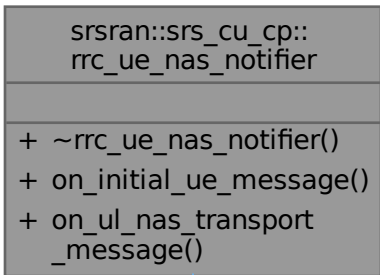 srsran::srs_cu_cp::
rrc_ue_nas_notifier
+ ~rrc_ue_nas_notifier()
+ on_initial_ue_message()
+ on_ul_nas_transport
_message()